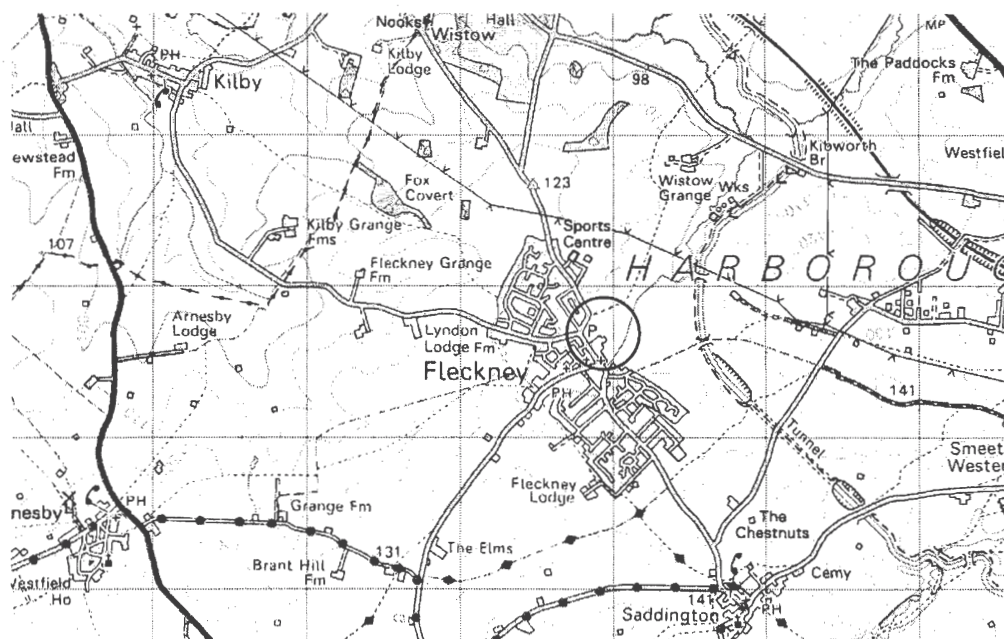 Nooks
Hall
MP
Wistow
PH
Kilby
Lodge
98
The Paddocks
Fm
Kilby
Kibworth
Br
Westfiel
Hall
ewstead
Fm
Fox
Covert
123
Wistow
Grange
Wks
Kilby Grange
Fms
Sports
Centre
107
Fleckney Grange
Fm
HARBOROUG
Arnesby
Lodge
Lyndon
Lodge Fm
P
Fleckney
141
PH
Tunnel
Smeet
Wester
Fleckney
Lodge
PH
nesby
Grange Fm
The
Chestnuts
131
The Elms
Brant Hill
Fm
Cemy
Westfield
Ho
141
Saddington
PH